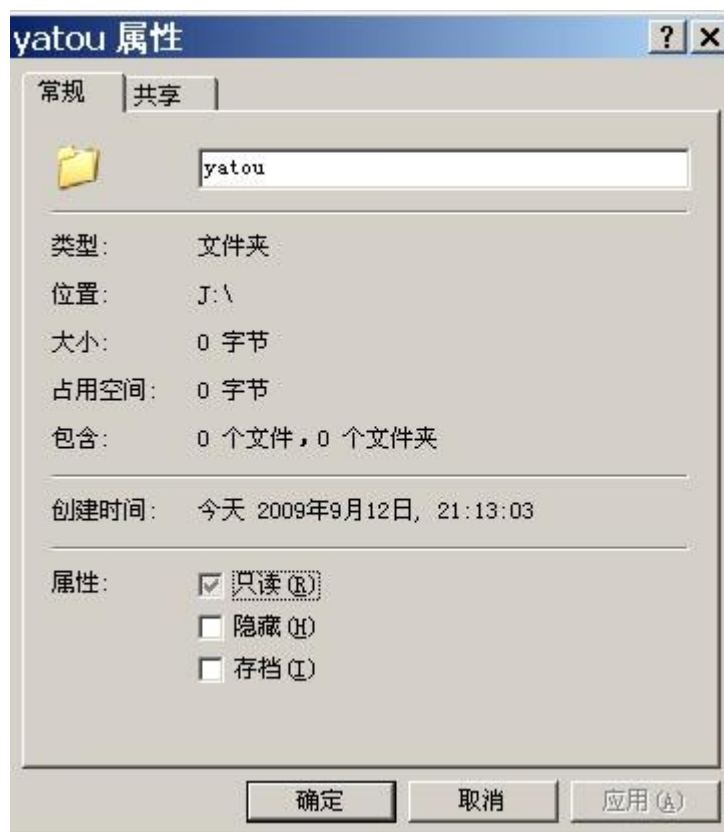 yatou 属性
常规 共享
yatou
类型: 文件夹
位置: J:\
大小: 0 字节
占用空间: 0 字节
包含: 0 个文件,0 个文件夹
创建时间: 今天 2009年9月12日, 21:13:03
属性: 只读(R)
隐藏(H)
存档(I)
确定 取消 应用(A)